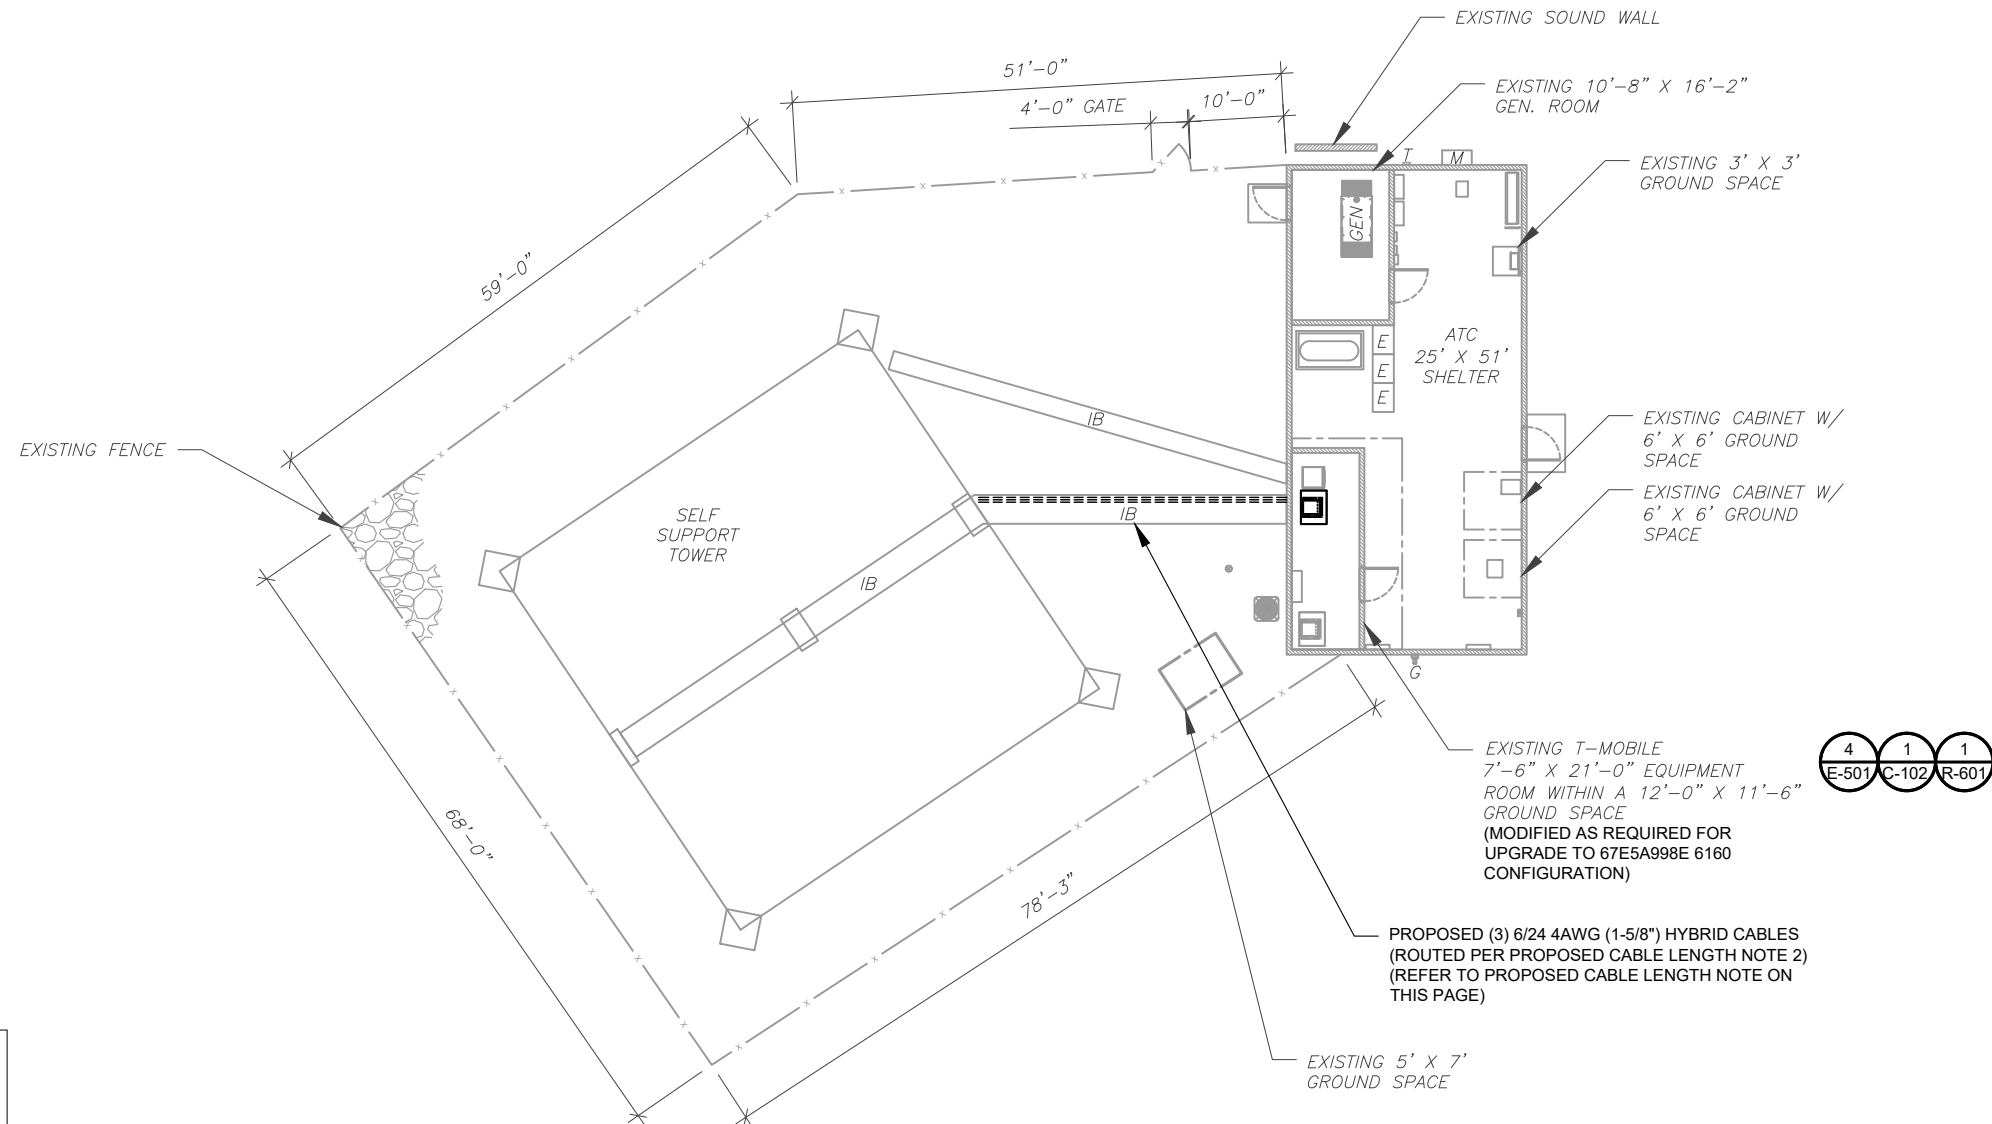 EXISTING SOUND WALL
51'-0"
EXISTING 10'-8" X 16'-2"
GEN. ROOM
4'-0" GATE
10'-0"
I
M
EXISTING 3' X 3'
GROUND SPACE
GEN
59'-0"
ATC
25' X 51'
SHELTER
E
E
E
IB
EXISTING CABINET W/
6' X 6' GROUND
SPACE
EXISTING FENCE
EXISTING CABINET W/
6' X 6' GROUND
SPACE
SELF
SUPPORT
TOWER
IB
IB
G
EXISTING T-MOBILE
7'-6" X 21'-0" EQUIPMENT
ROOM WITHIN A 12'-0" X 11'-6"
GROUND SPACE
(MODIFIED AS REQUIRED FOR
UPGRADE TO 67E5A998E 6160
CONFIGURATION)
4
E-501
1
C-102
1
R-601
68'-0"
78'-3"
PROPOSED (3) 6/24 4AWG (1-5/8") HYBRID CABLES
(ROUTED PER PROPOSED CABLE LENGTH NOTE 2)
(REFER TO PROPOSED CABLE LENGTH NOTE ON
THIS PAGE)
EXISTING 5' X 7'
GROUND SPACE